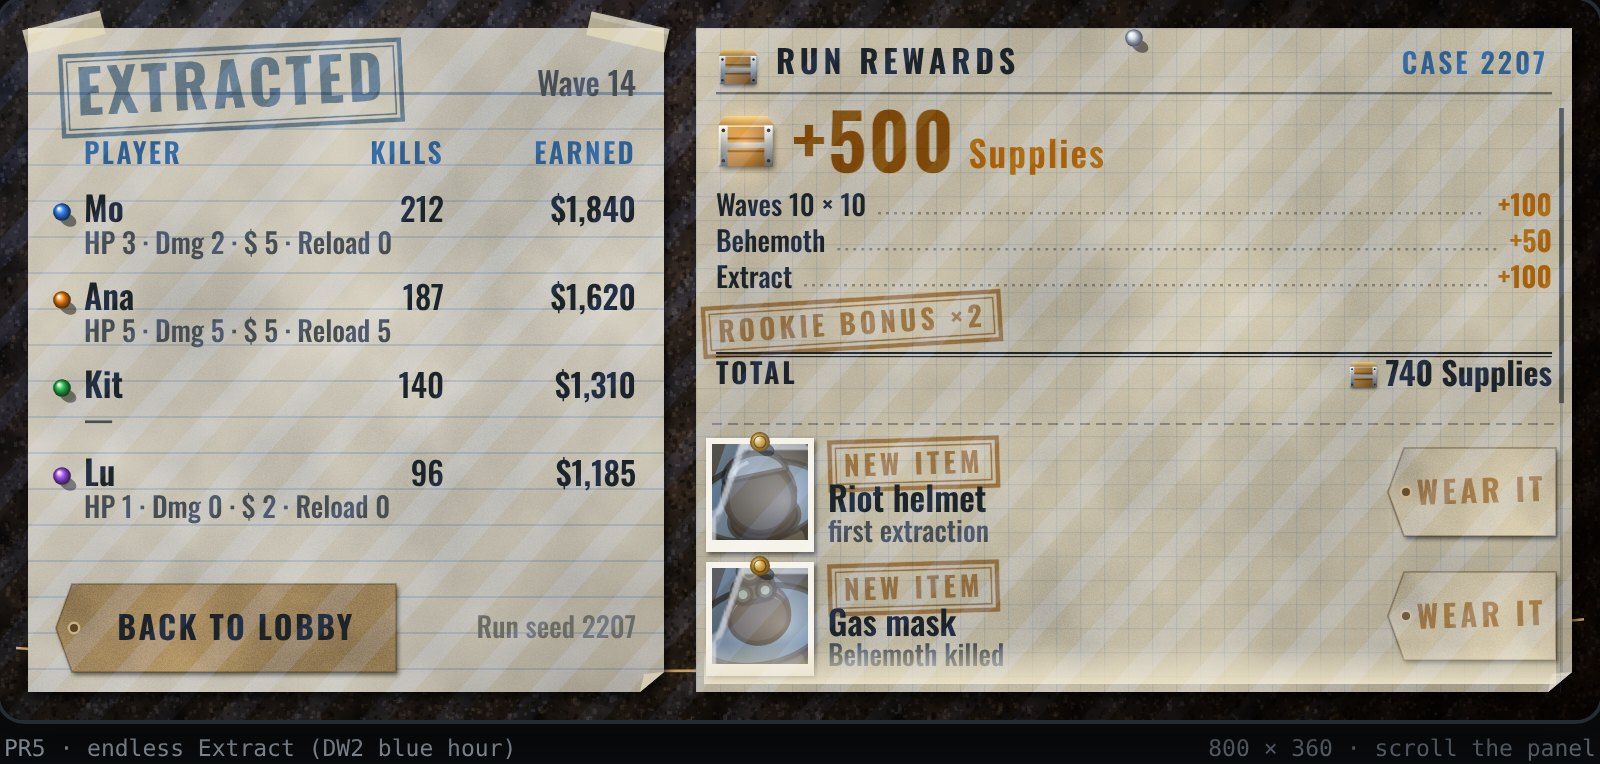 EXTRACTED
Wave 14
PLAYER KILLS EARNED
Mo 212 $1,840
HP 3 · Dmg 2 · $ 5 · Reload 0
Ana 187 $1,620
HP 5 · Dmg 5 · $ 5 · Reload 5
Kit 140 $1,310
—
Lu 96 $1,185
HP 1 · Dmg 0 · $ 2 · Reload 0
BACK TO LOBBY
Run seed 2207
RUN REWARDS
CASE 2207
+500 Supplies
Waves 10 × 10 +100
Behemoth +50
Extract +100
ROOKIE BONUS ×2
TOTAL 740 Supplies
NEW ITEM
Riot helmet
first extraction
WEAR IT
NEW ITEM
Gas mask
Behemoth killed
WEAR IT
PR5 · endless Extract (DW2 blue hour)
800 × 360 · scroll the panel